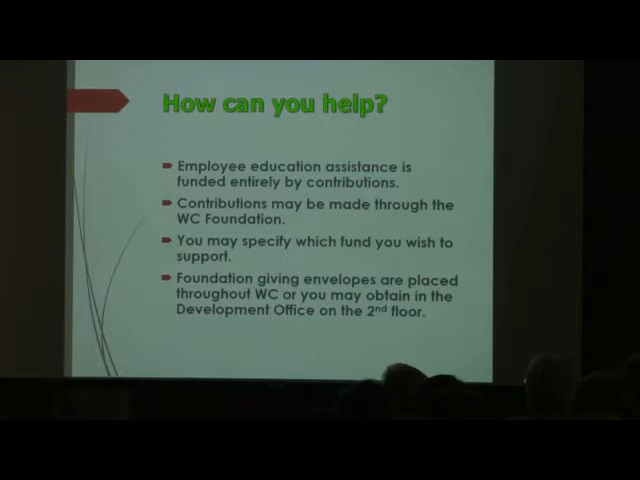 How can you help?
Employee education assistance is
funded entirely by contributions.
Contributions may be made through the
WC Foundation.
You may specify which fund you wish to
support.
Foundation giving envelopes are placed
throughout WC or you may obtain in the
Development Office on the 2nd floor.